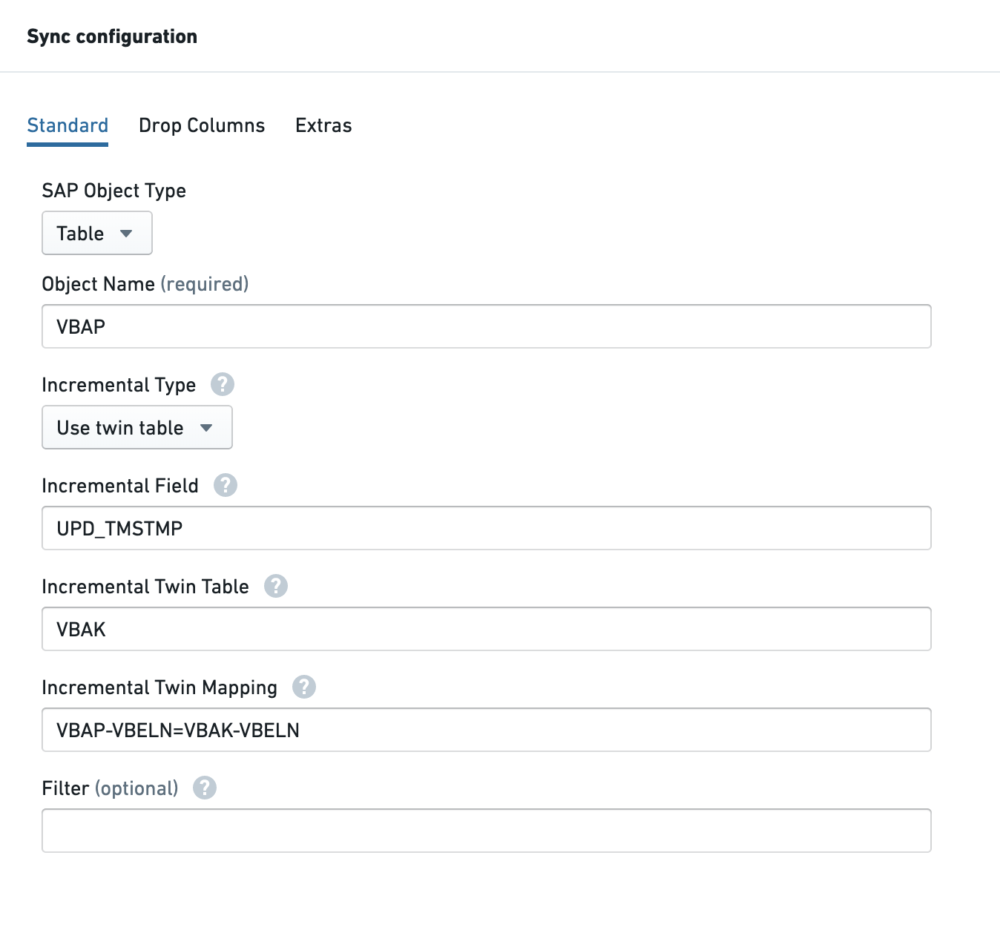 Sync configuration
Standard Drop Columns Extras
SAP Object Type
Table
Object Name (required)
VBAP
Incremental Type ?
Use twin table
Incremental Field ?
UPD_TMSTMP
Incremental Twin Table ?
VBAK
Incremental Twin Mapping ?
VBAP-VBELN=VBAK-VBELN
Filter (optional) ?